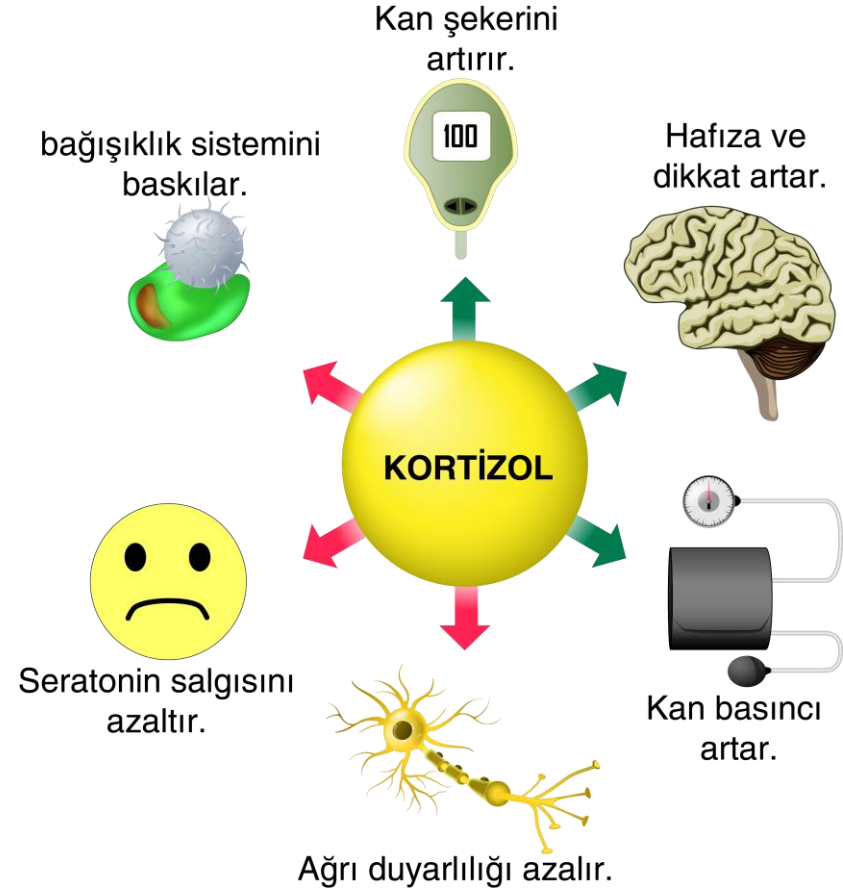 Kan şekerini
artırır.
bağışıklık sistemini
baskılar.
100
Hafıza ve
dikkat artar.
KORTİZOL
Seratonin salgısını
azaltır.
Kan basıncı
artar.
Ağrı duyarlılığı azalır.